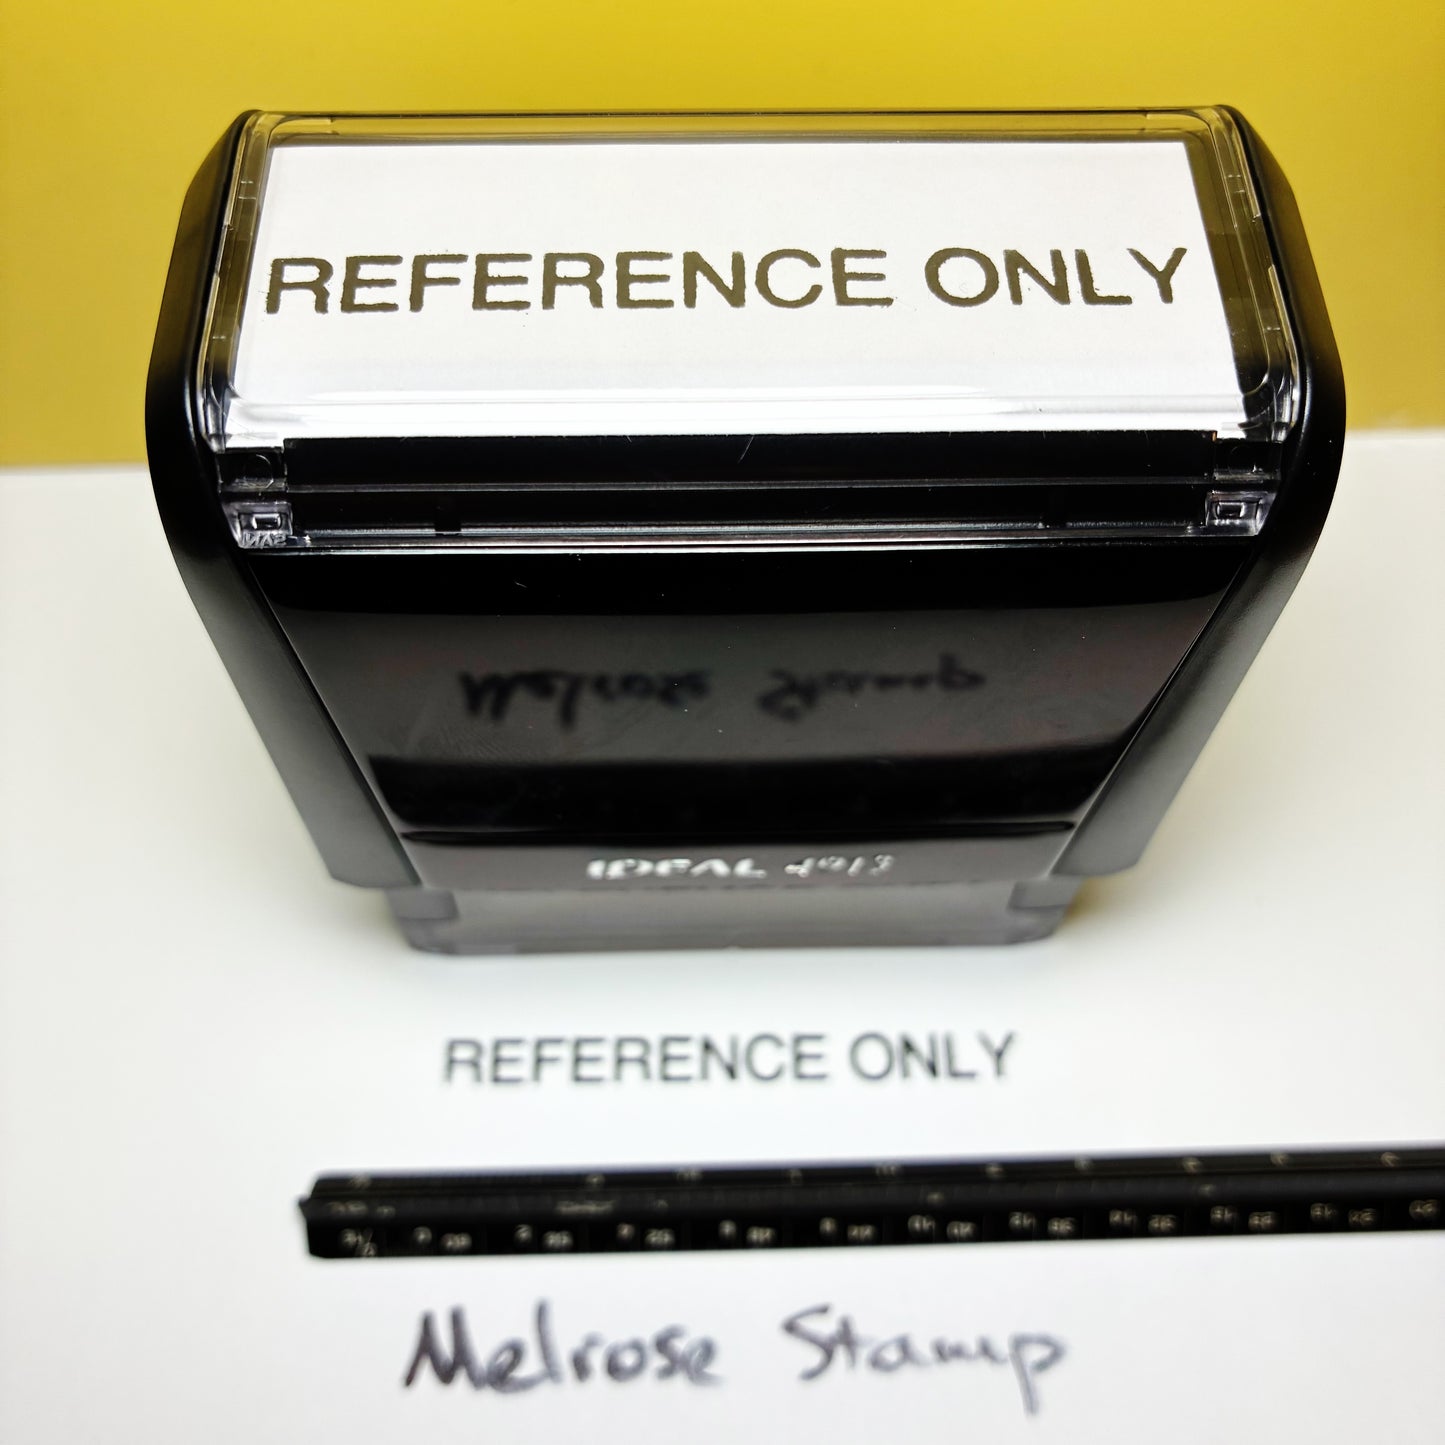 REFERENCE ONLY
IDEAL 4913
REFERENCE ONLY
Melrose Stamp